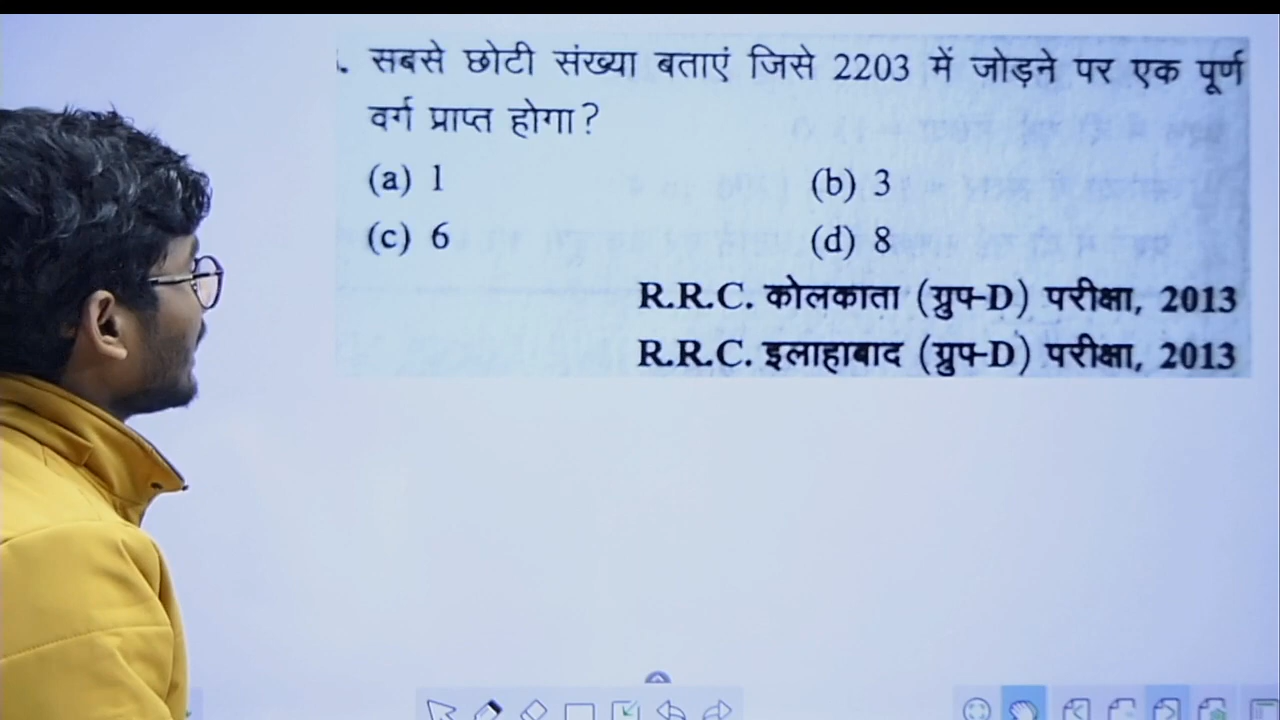 . सबसे छोटी संख्या बताएं जिसे 2203 में जोड़ने पर एक पूर्ण
वर्ग प्राप्त होगा?
(a) 1 (b) 3
(c) 6 (d) 8
R.R.C. कोलकाता (ग्रुप-D) परीक्षा, 2013
R.R.C. इलाहाबाद (ग्रुप-D) परीक्षा, 2013